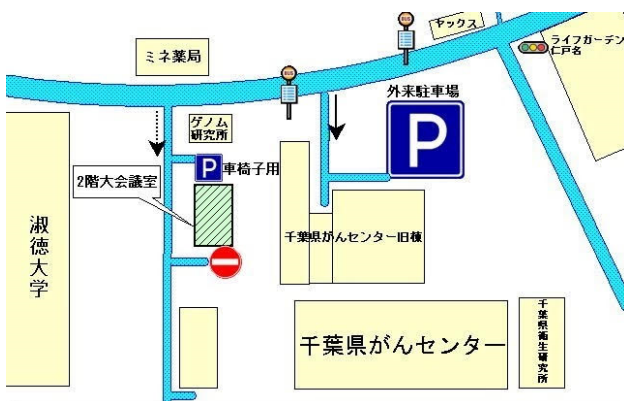 ヤックス
ライフガーデン
仁戸名
ミネ薬局
BUS
BUS
外来駐車場
P
ゲノム
研究所
P
車椅子用
2階大会議室
淑徳大学
千葉県がんセンター旧棟
千葉県がんセンター
千葉県衛生研究所